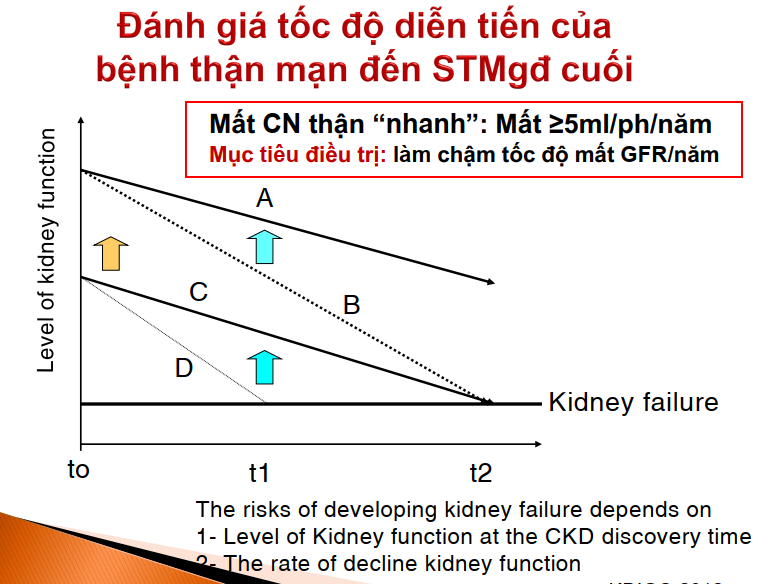 Đánh giá tốc độ diễn tiến của
bệnh thận mạn đến STMgđ cuối
Mất CN thận “nhanh”: Mất ≥5ml/ph/năm
Mục tiêu điều trị: làm chậm tốc độ mất GFR/năm
Level of kidney function
A
B
C
D
Kidney failure
to
t1
t2
The risks of developing kidney failure depends on
1- Level of Kidney function at the CKD discovery time
2- The rate of decline kidney function